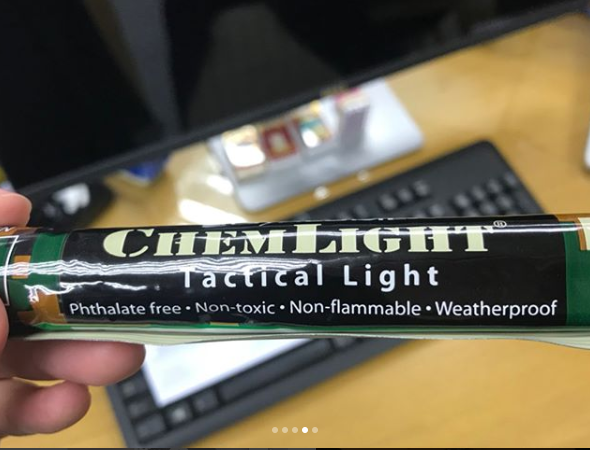 CHEMLIGHT®
Tactical Light
Phthalate free • Non-toxic • Non-flammable • Weatherproof